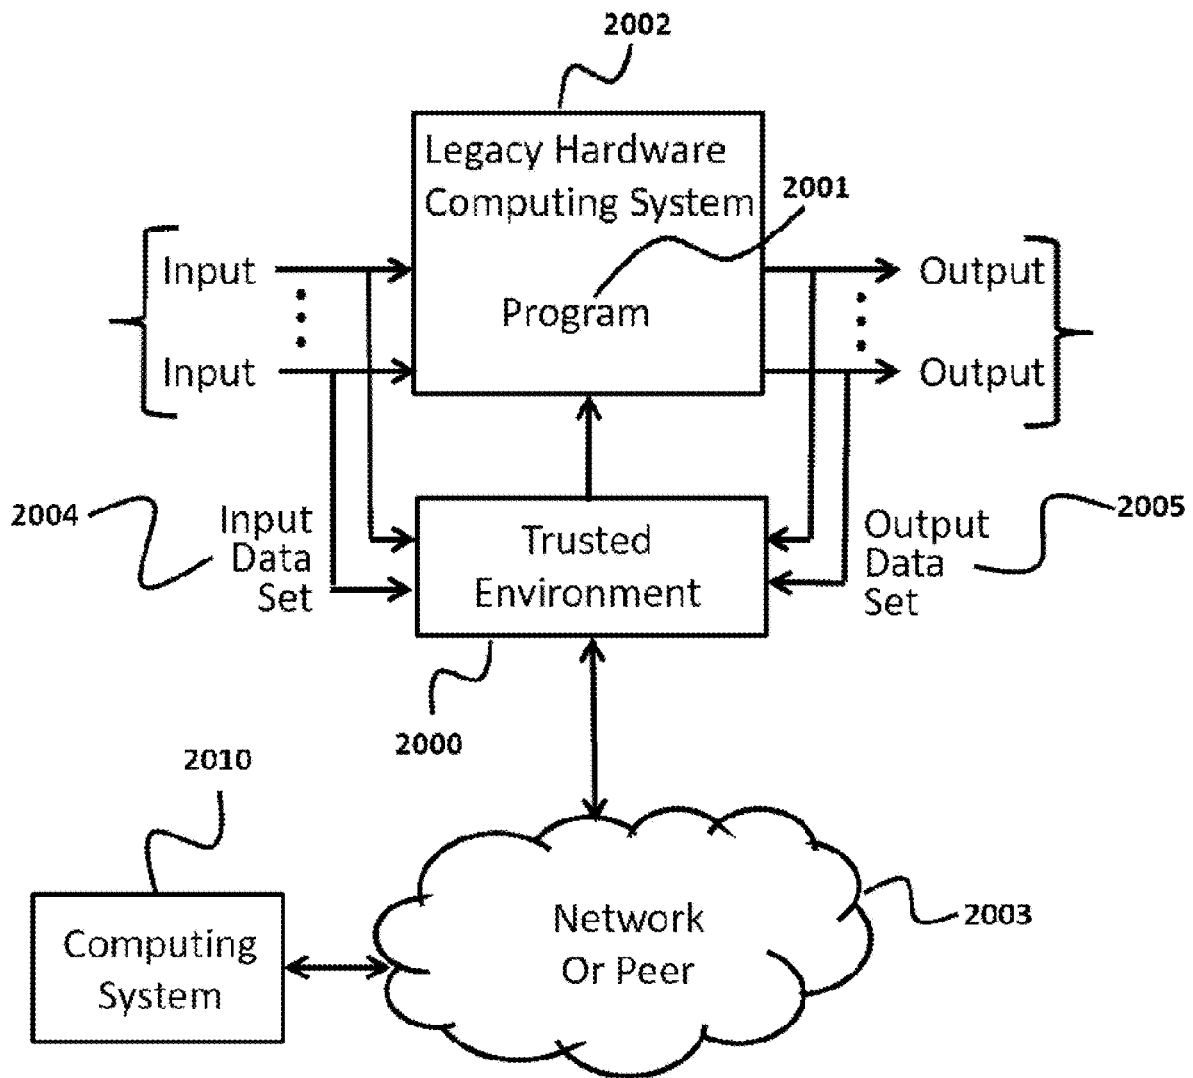 2002
Legacy Hardware
Computing System
2001
Input
Output
Program
Input
Output
2004
Input
Data
Set
Trusted
Environment
Output
Data
Set
2005
2000
2010
Computing
System
Network
Or Peer
2003